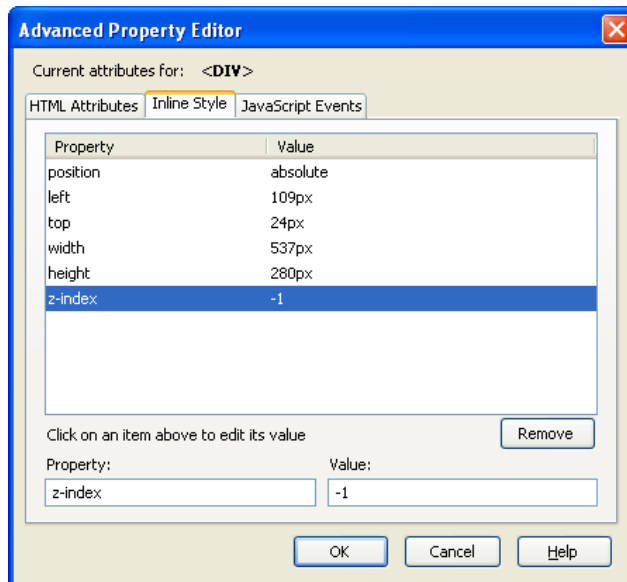 Advanced Property Editor
Current attributes for: <DIV>
HTML Attributes Inline Style JavaScript Events
Property Value
position absolute
left 109px
top 24px
width 537px
height 280px
z-index -1
Click on an item above to edit its value Remove
Property: Value:
z-index -1
OK Cancel Help